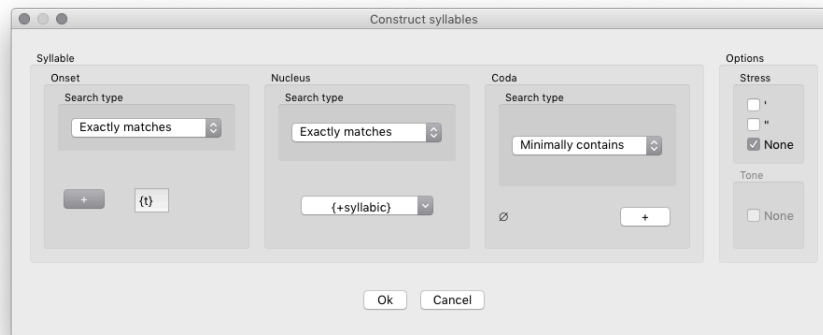 Construct syllables
Syllable
Options
Onset
Nucleus
Coda
Stress
Search type
Search type
Search type
'
Exactly matches
Exactly matches
"
Minimally contains
None
Tone
+
{t}
{+syllabic}
∅
+
None
Ok
Cancel